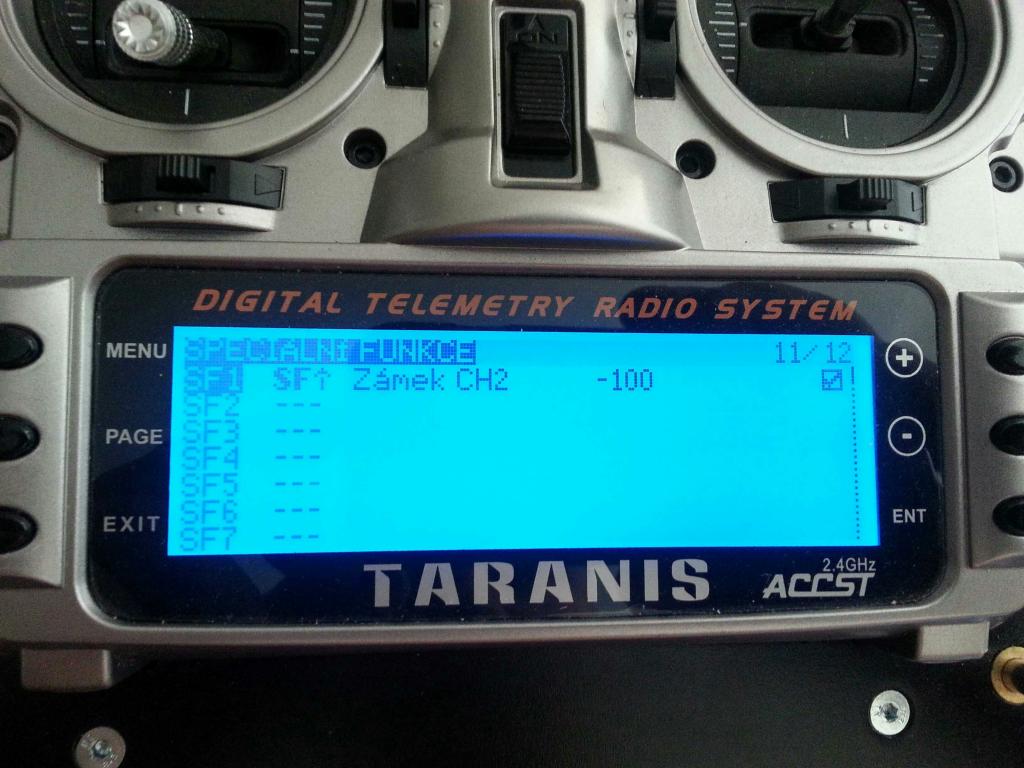 DIGITAL TELEMETRY RADIO SYSTEM
MENU
PAGE
EXIT
SPECIÁLNÍ FUNKCE 11/12
SF1 SF↑ Zámek CH2 -100
SF2 ---
SF3 ---
SF4 ---
SF5 ---
SF6 ---
SF7 ---
+
-
ENT
TARANIS
2.4GHz
ACCST